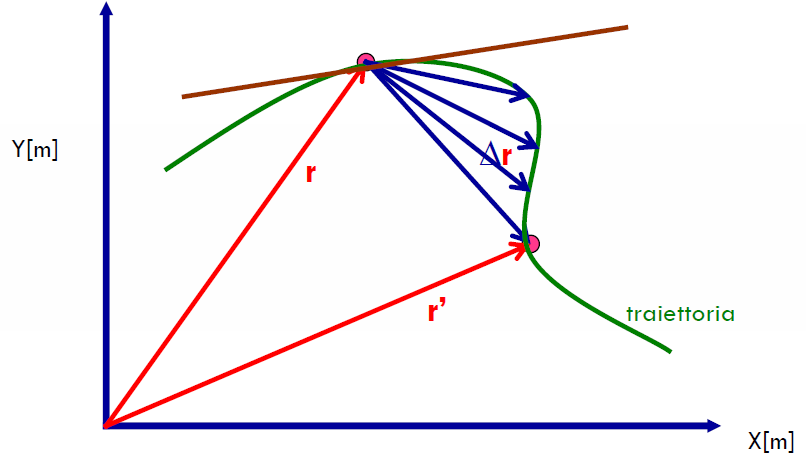 Y[m]
Δr
r
r’
traiettoria
X[m]